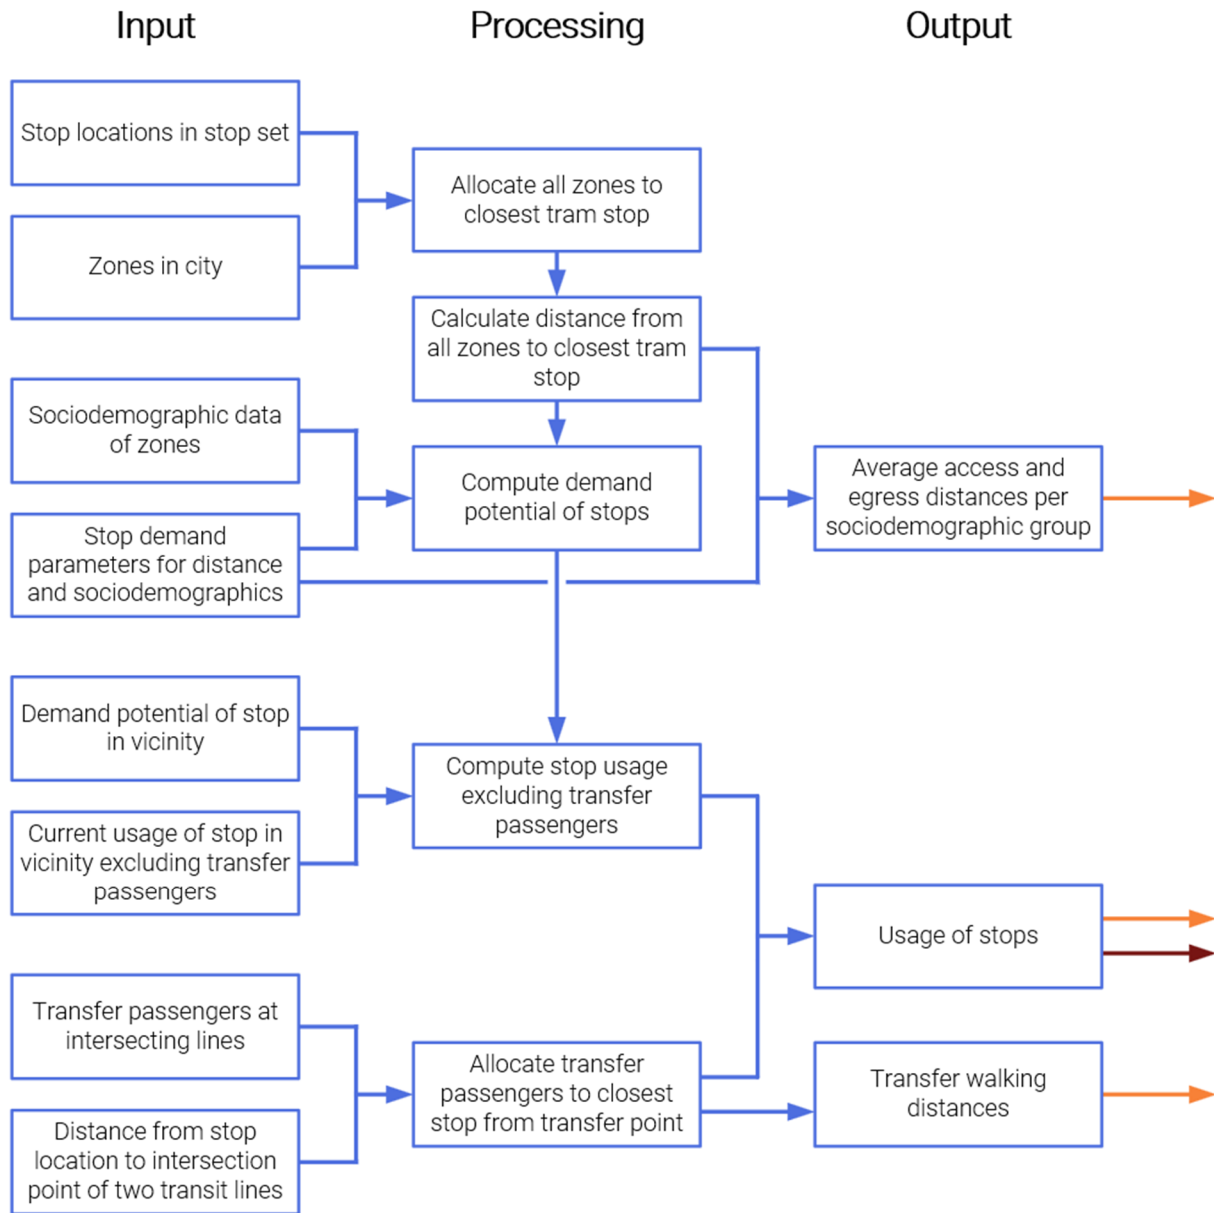 Input
Processing
Output
Stop locations in stop set
Zones in city
Allocate all zones to
closest tram stop
Calculate distance from
all zones to closest tram
stop
Sociodemographic data
of zones
Stop demand
parameters for distance
and sociodemographics
Compute demand
potential of stops
Average access and
egress distances per
sociodemographic group
Demand potential of stop
in vicinity
Current usage of stop in
vicinity excluding transfer
passengers
Compute stop usage
excluding transfer
passengers
Usage of stops
Transfer passengers at
intersecting lines
Distance from stop
location to intersection
point of two transit lines
Allocate transfer
passengers to closest
stop from transfer point
Transfer walking
distances